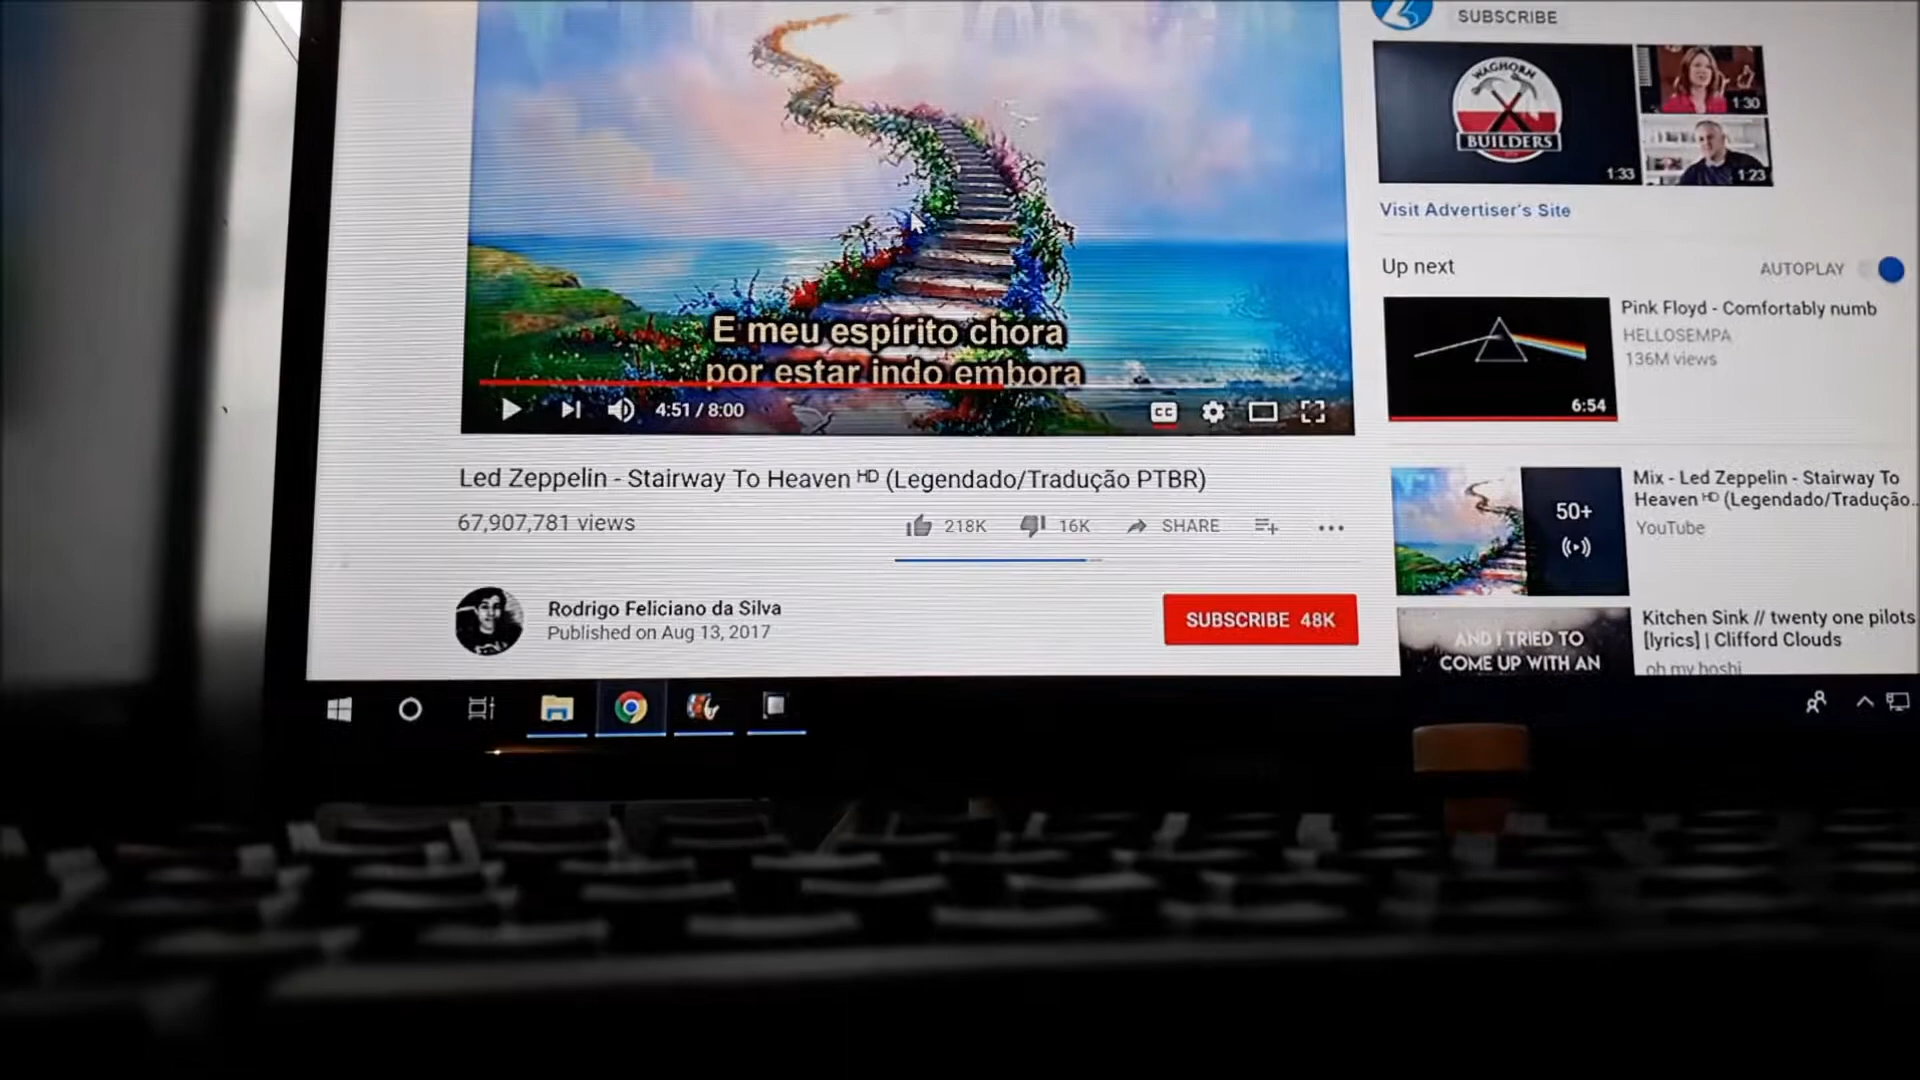 SUBSCRIBE
WAGHORN
BUILDERS
1:33
1:30
1:23
Visit Advertiser's Site
Up next
AUTOPLAY
Pink Floyd - Comfortably numb
HELLOSEMPA
136M views
6:54
E meu espírito chora
por estar indo embora
4:51 / 8:00
CC
Led Zeppelin - Stairway To Heaven ᴴᴰ (Legendado/Tradução PTBR)
67,907,781 views
218K
16K
SHARE
Rodrigo Feliciano da Silva
Published on Aug 13, 2017
SUBSCRIBE 48K
50+
Mix - Led Zeppelin - Stairway To
Heaven ᴴᴰ (Legendado/Tradução...
YouTube
AND I TRIED TO
COME UP WITH AN
Kitchen Sink // twenty one pilots
[lyrics] | Clifford Clouds
oh my hoshi